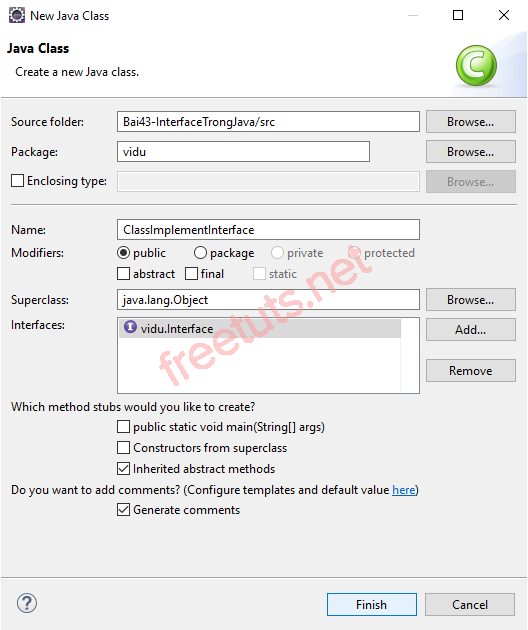 New Java Class
Java Class
Create a new Java class.
C
Source folder: Bai43-InterfaceTrongJava/src Browse...
Package: vidu Browse...
Enclosing type: Browse...
Name: ClassImplementInterface
Modifiers: public package private protected
abstract final static
Superclass: java.lang.Object Browse...
Interfaces: I vidu.Interface Add...
Remove
freetuts.net
Which method stubs would you like to create?
public static void main(String[] args)
Constructors from superclass
Inherited abstract methods
Do you want to add comments? (Configure templates and default value here)
Generate comments
? Finish Cancel